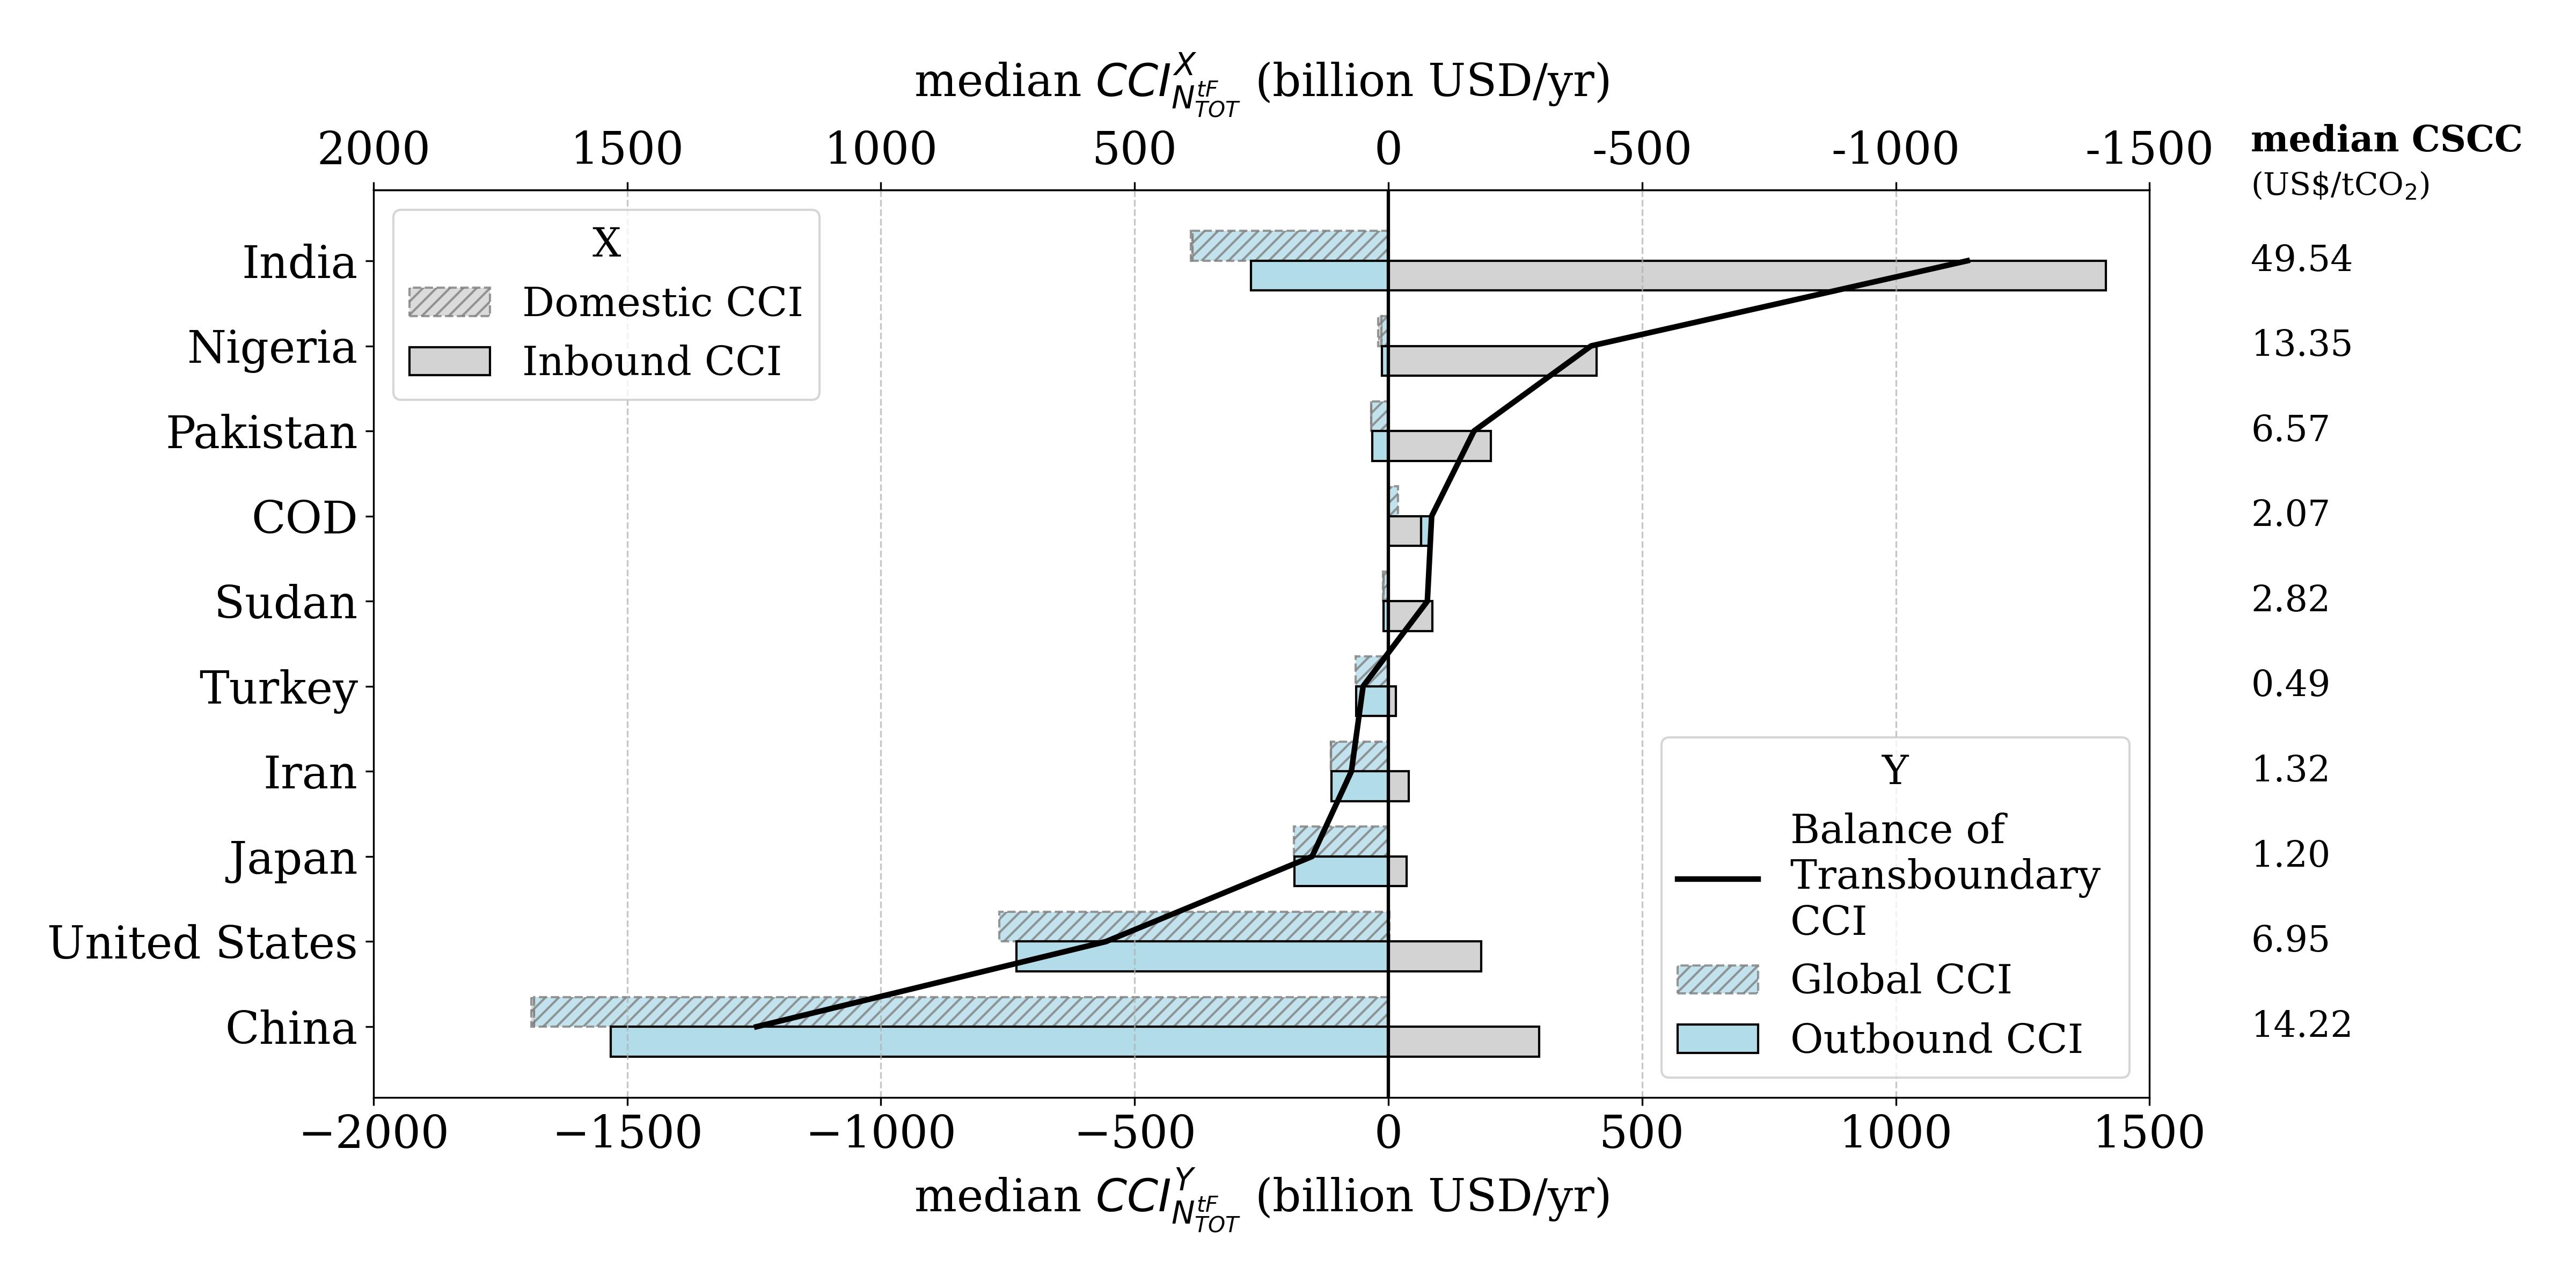 median CCI^X_{N^{tF}_{TOT}} (billion USD/yr)
2000 1500 1000 500 0 -500 -1000 -1500
median CSCC
(US$/tCO₂)
X
Domestic CCI
Inbound CCI
India 49.54
Nigeria 13.35
Pakistan 6.57
COD 2.07
Sudan 2.82
Turkey 0.49
Iran 1.32
Japan 1.20
United States 6.95
China 14.22
Y
Balance of
Transboundary
CCI
Global CCI
Outbound CCI
−2000 −1500 −1000 −500 0 500 1000 1500
median CCI^Y_{N^{tF}_{TOT}} (billion USD/yr)